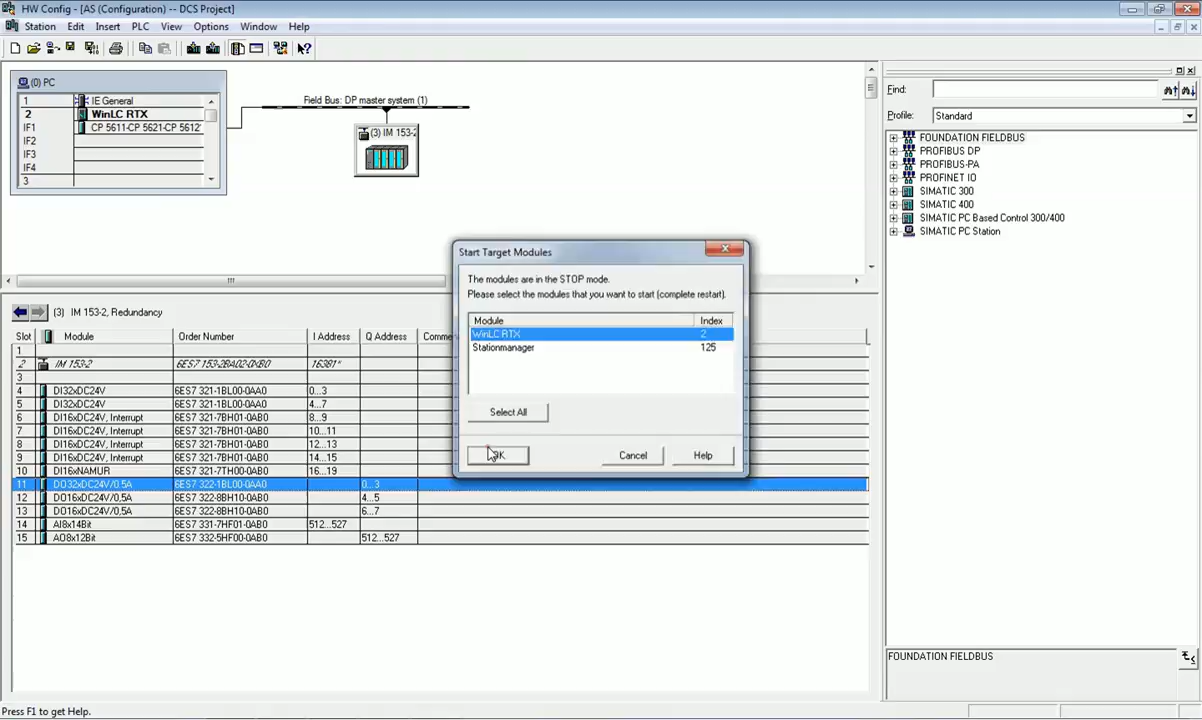 HW Config - [AS (Configuration) -- DCS Project]
Station Edit Insert PLC View Options Window Help
(0) PC
1 IE General
2 WinLC RTX
IF1 CP 5611-CP 5621-CP 5612'
IF2
IF3
IF4
3
Field Bus: DP master system (1)
(3) IM 153-2
Find:
Profile: Standard
FOUNDATION FIELDBUS
PROFIBUS DP
PROFIBUS-PA
PROFINET IO
SIMATIC 300
SIMATIC 400
SIMATIC PC Based Control 300/400
SIMATIC PC Station
Start Target Modules
The modules are in the STOP mode.
Please select the modules that you want to start (complete restart).
Module Index
WinLC RTX 2
Stationmanager 125
Select All
OK Cancel Help
(3) IM 153-2, Redundancy
Slot Module Order Number I Address Q Address Comme
1
2 IM 153-2 6ES7 153-2BA02-0XB0 16381*
3
4 DI32xDC24V 6ES7 321-1BL00-0AA0 0...3
5 DI32xDC24V 6ES7 321-1BL00-0AA0 4...7
6 DI16xDC24V, Interrupt 6ES7 321-7BH01-0AB0 8...9
7 DI16xDC24V, Interrupt 6ES7 321-7BH01-0AB0 10...11
8 DI16xDC24V, Interrupt 6ES7 321-7BH01-0AB0 12...13
9 DI16xDC24V, Interrupt 6ES7 321-7BH01-0AB0 14...15
10 DI16xNAMUR 6ES7 321-7TH00-0AB0 16...19
11 DO32xDC24V/0,5A 6ES7 322-1BL00-0AA0 0...3
12 DO16xDC24V/0,5A 6ES7 322-8BH10-0AB0 4...5
13 DO16xDC24V/0,5A 6ES7 322-8BH10-0AB0 6...7
14 AI8x14Bit 6ES7 331-7HF01-0AB0 512...527
15 AO8x12Bit 6ES7 332-5HF00-0AB0 512...527
FOUNDATION FIELDBUS
Press F1 to get Help.